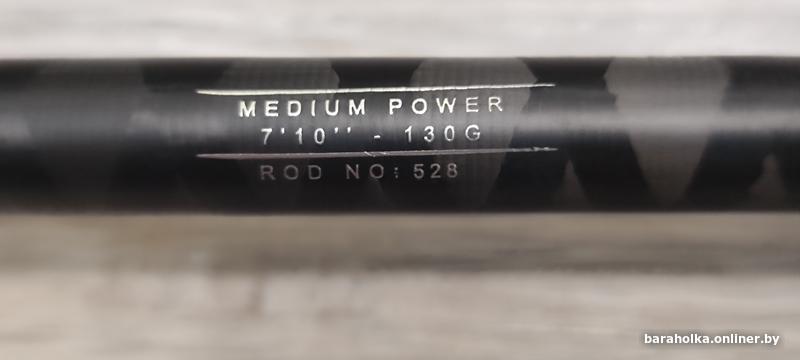 MEDIUM POWER
7'10'' - 130G
ROD NO: 528
baraholka.onliner.by